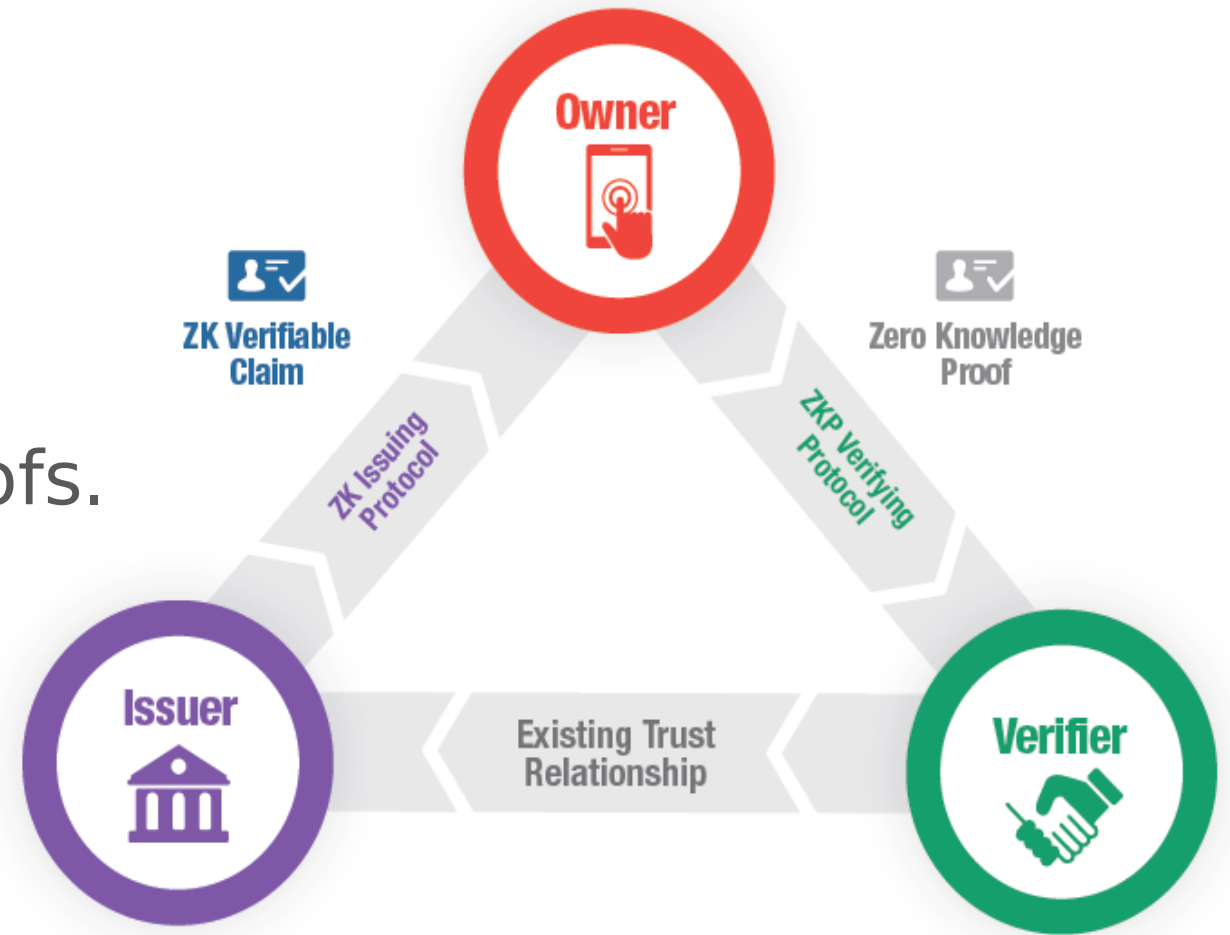 Owner
ZK Verifiable
Claim
Zero Knowledge
Proof
ZK Issuing
Protocol
ZKP Verifying
Protocol
ofs.
Issuer
Existing Trust
Relationship
Verifier